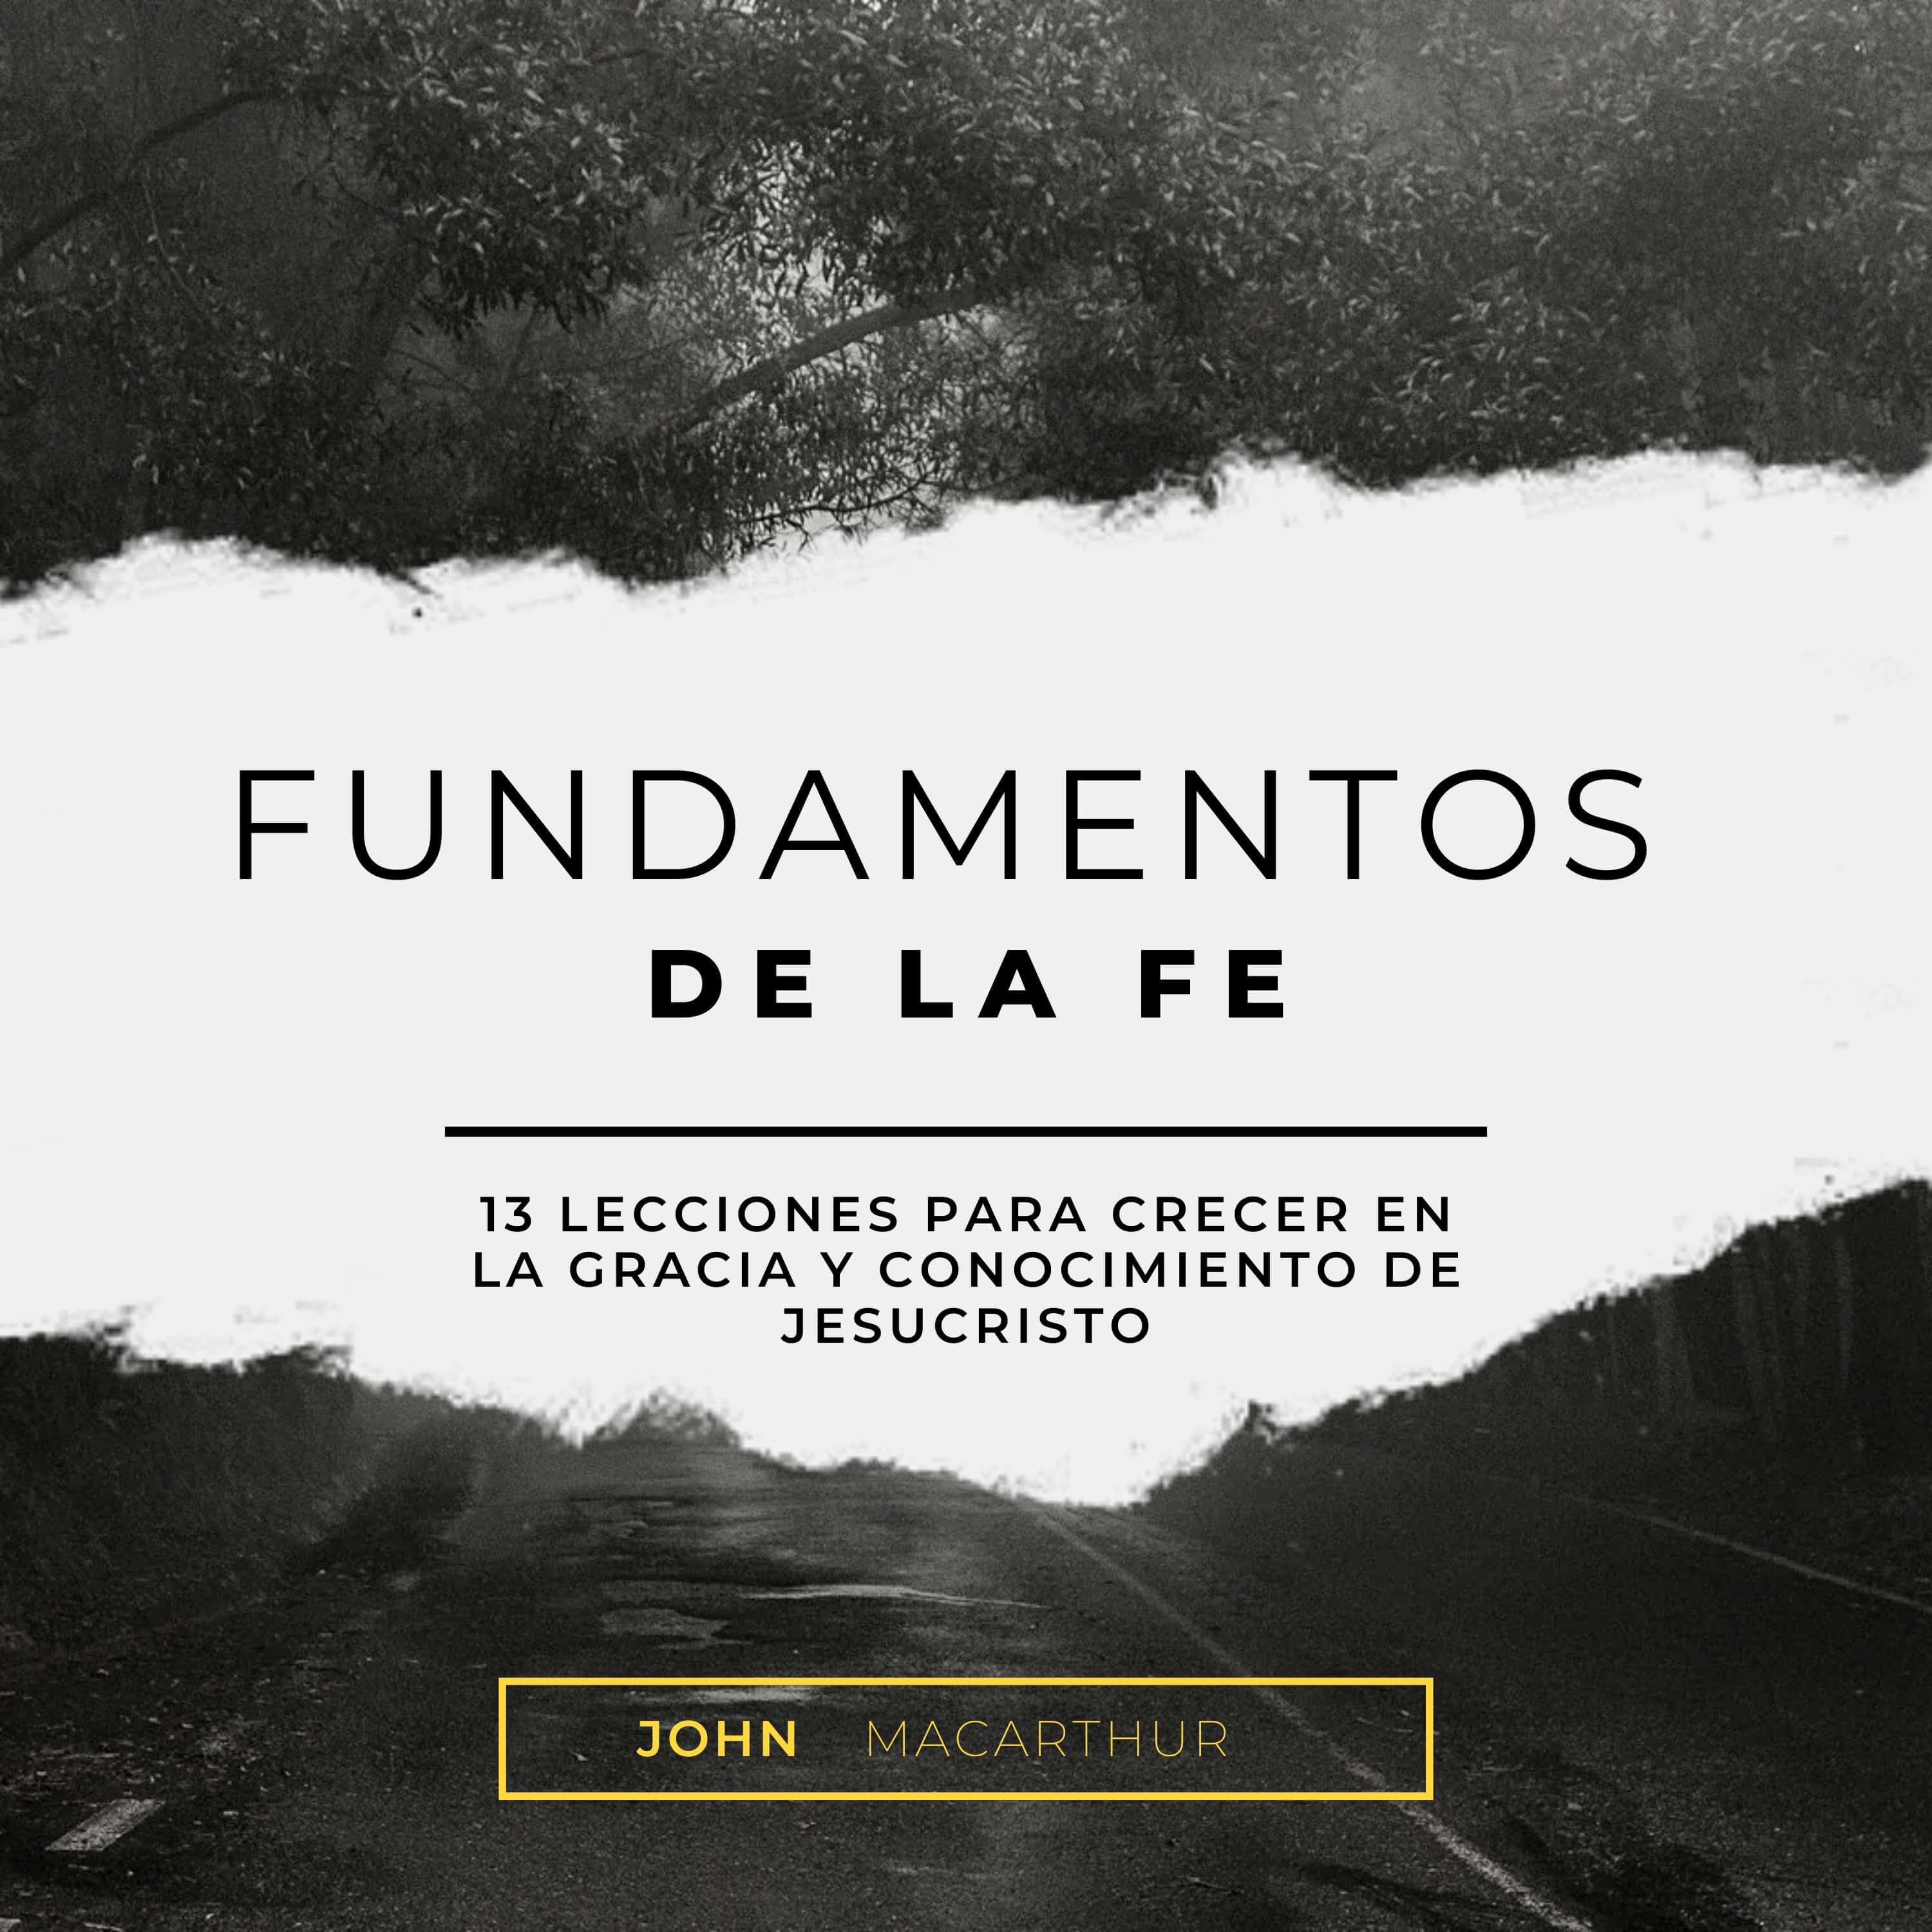 FUNDAMENTOS
DE LA FE
13 LECCIONES PARA CRECER EN
LA GRACIA Y CONOCIMIENTO DE
JESUCRISTO
JOHN MACARTHUR